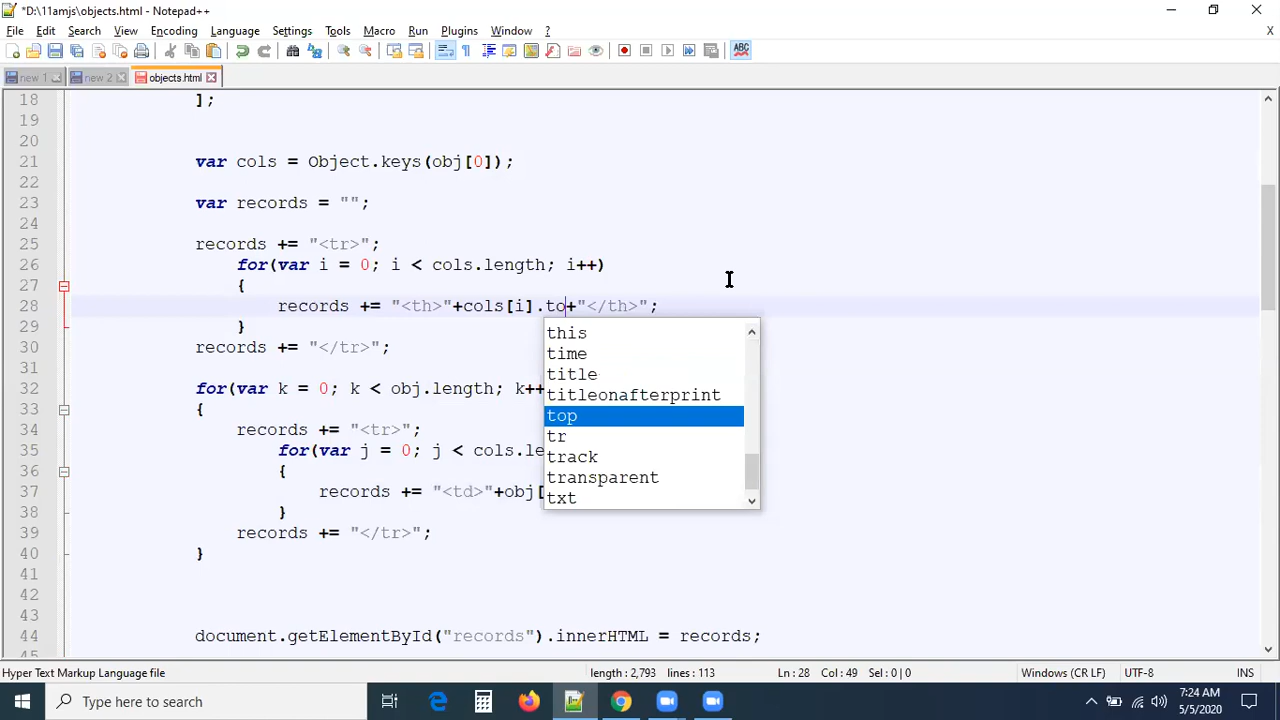 *D:\11amjs\objects.html - Notepad++
File Edit Search View Encoding Language Settings Tools Macro Run Plugins Window ?
X
ABC
new 1 new 2 objects.html
18 ];
19
20
21 var cols = Object.keys(obj[0]);
22
23 var records = "";
24
25 records += "<tr>";
26 for(var i = 0; i < cols.length; i++)
27 {
28 records += "<th>"+cols[i].to+"</th>";
29 }
30 records += "</tr>";
31
32 for(var k = 0; k < obj.length; k++
33 {
34 records += "<tr>";
35 for(var j = 0; j < cols.le
36 {
37 records += "<td>"+obj[
38 }
39 records += "</tr>";
40 }
41
42
43
44 document.getElementById("records").innerHTML = records;
45
this
time
title
titleonafterprint
top
tr
track
transparent
txt
Hyper Text Markup Language file length : 2,793 lines : 113 Ln : 28 Col : 49 Sel : 0 | 0 Windows (CR LF) UTF-8 INS
Type here to search
7:24 AM
5/5/2020